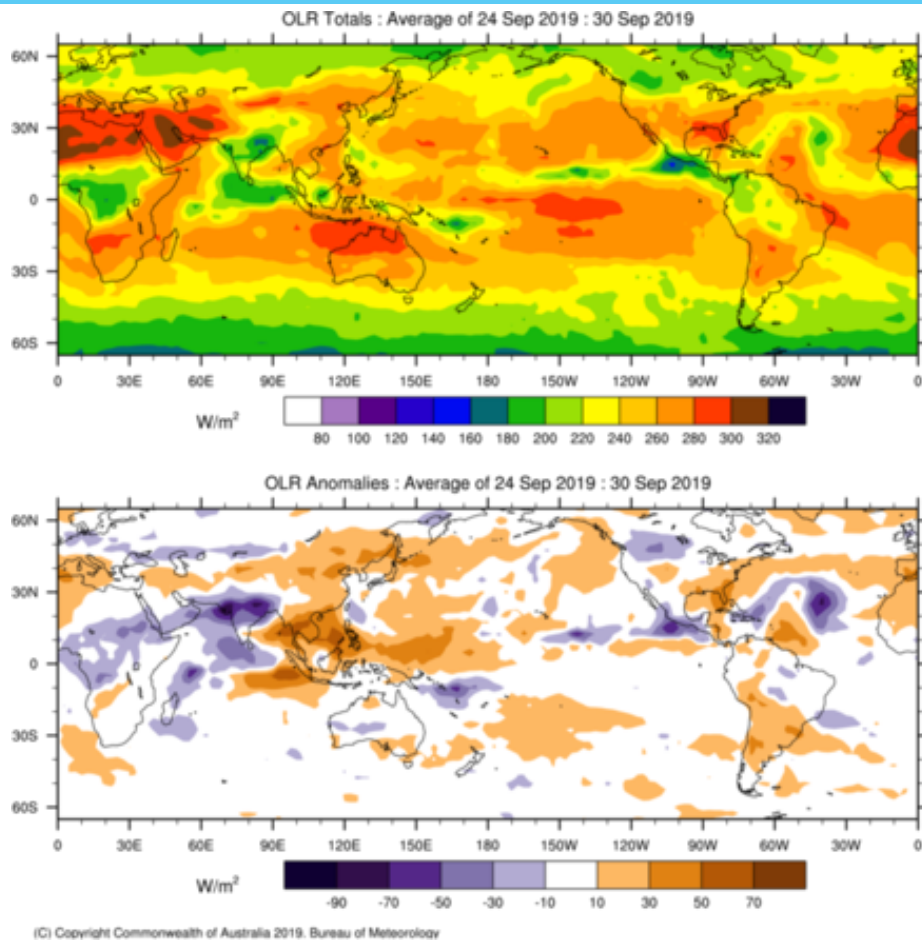 OLR Totals : Average of 24 Sep 2019 : 30 Sep 2019
60N
30N
0
30S
60S
0 30E 60E 90E 120E 150E 180 150W 120W 90W 60W 30W 0
W/m²
80 100 120 140 160 180 200 220 240 260 280 300 320
OLR Anomalies : Average of 24 Sep 2019 : 30 Sep 2019
60N
30N
0
30S
60S
0 30E 60E 90E 120E 150E 180 150W 120W 90W 60W 30W 0
W/m²
-90 -70 -50 -30 -10 10 30 50 70
(C) Copyright Commonwealth of Australia 2019. Bureau of Meteorology